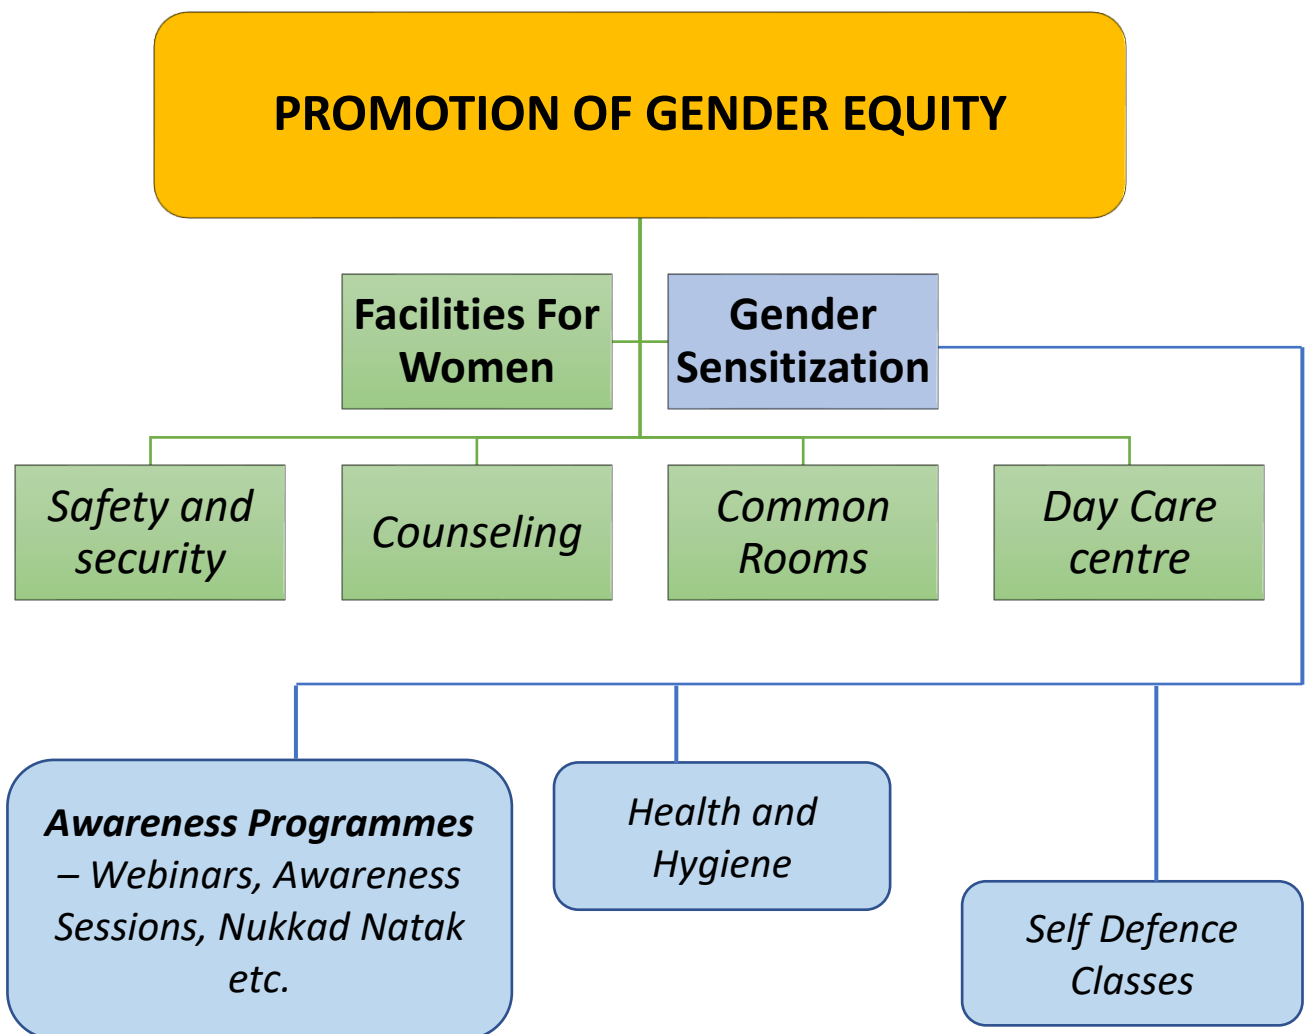 PROMOTION OF GENDER EQUITY
Facilities For
Women
Gender
Sensitization
Safety and
security
Counseling
Common
Rooms
Day Care
centre
Awareness Programmes
– Webinars, Awareness
Sessions, Nukkad Natak
etc.
Health and
Hygiene
Self Defence
Classes